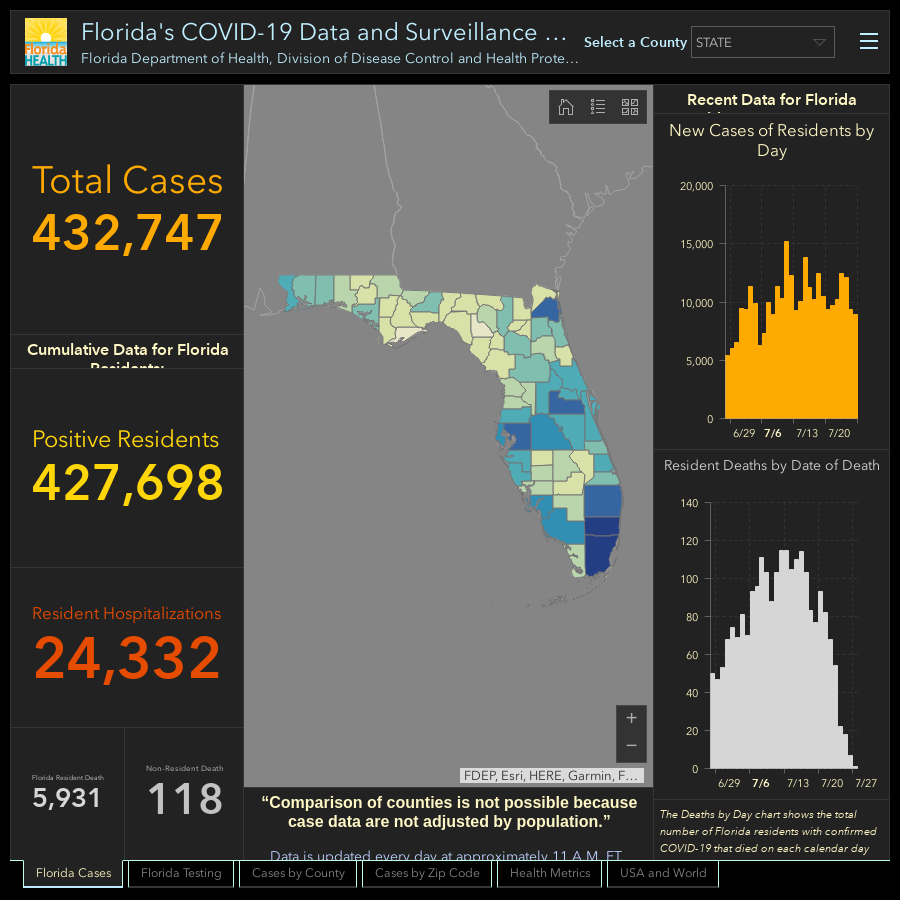 Florida
HEALTH
Florida's COVID-19 Data and Surveillance …
Florida Department of Health, Division of Disease Control and Health Prote…
Select a County
STATE
Total Cases
432,747
Cumulative Data for Florida
Residents:
Positive Residents
427,698
Resident Hospitalizations
24,332
Florida Resident Death
5,931
Non-Resident Death
118
+
−
FDEP, Esri, HERE, Garmin, F…
“Comparison of counties is not possible because
case data are not adjusted by population.”
Data is updated every day at approximately 11 A.M. ET.
Recent Data for Florida
New Cases of Residents by
Day
20,000
15,000
10,000
5,000
0
6/29 7/6 7/13 7/20
Resident Deaths by Date of Death
140
120
100
80
60
40
20
0
6/29 7/6 7/13 7/20 7/27
The Deaths by Day chart shows the total
number of Florida residents with confirmed
COVID-19 that died on each calendar day
Florida Cases
Florida Testing
Cases by County
Cases by Zip Code
Health Metrics
USA and World